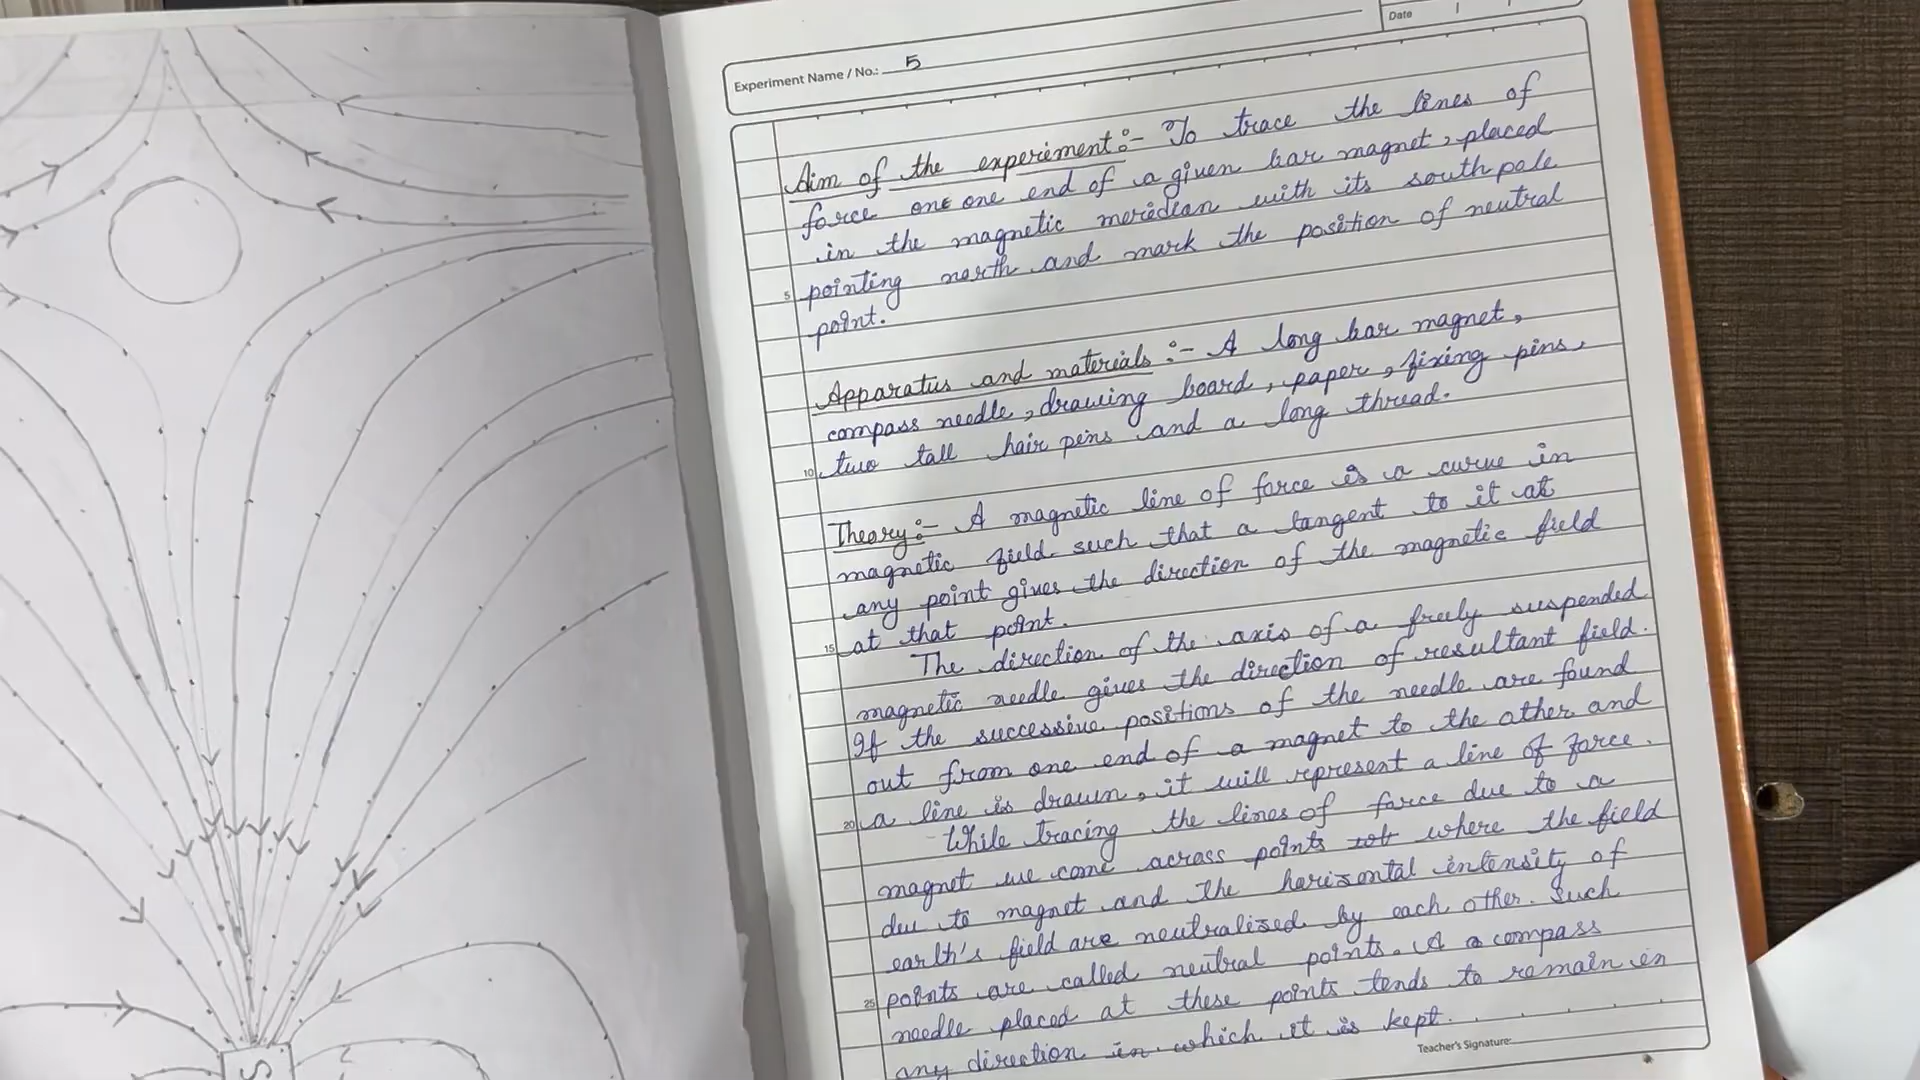 Date
Experiment Name / No.: 5
Aim of the experiment :- To trace the lines of
force one one end of a given bar magnet, placed
in the magnetic meridian with its south pole
5 pointing north and mark the position of neutral
point.
Apparatus and materials :- A long bar magnet,
compass needle, drawing board, paper, fixing pins,
10 two tall hair pins and a long thread.
Theory :- A magnetic line of force is a curve in
magnetic field such that a tangent to it at
any point gives the direction of the magnetic field
15 at that point.
The direction of the axis of a freely suspended
magnetic needle gives the direction of resultant field.
If the successive positions of the needle are found
out from one end of a magnet to the other and
20 a line is drawn, it will represent a line of force.
While tracing the lines of force due to a
magnet we come across points where the field
due to magnet and the horizontal intensity of
earth's field are neutralized by each other. Such
25 points are called neutral points. A a compass
needle placed at these points tends to remain in
any direction in which it is kept.
Teacher's Signature:
S